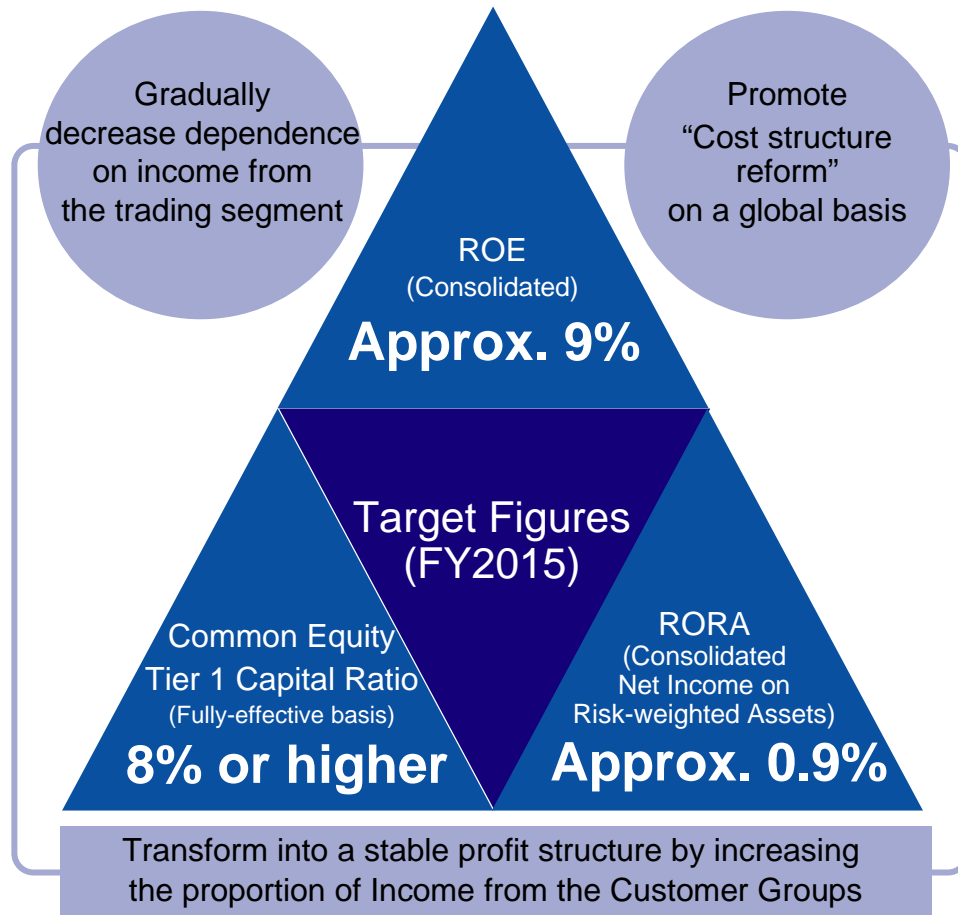 Gradually
decrease dependence
on income from
the trading segment
Promote
“Cost structure
reform”
on a global basis
ROE
(Consolidated)
Approx. 9%
Target Figures
(FY2015)
Common Equity
Tier 1 Capital Ratio
(Fully-effective basis)
8% or higher
RORA
(Consolidated
Net Income on
Risk-weighted Assets)
Approx. 0.9%
Transform into a stable profit structure by increasing
the proportion of Income from the Customer Groups